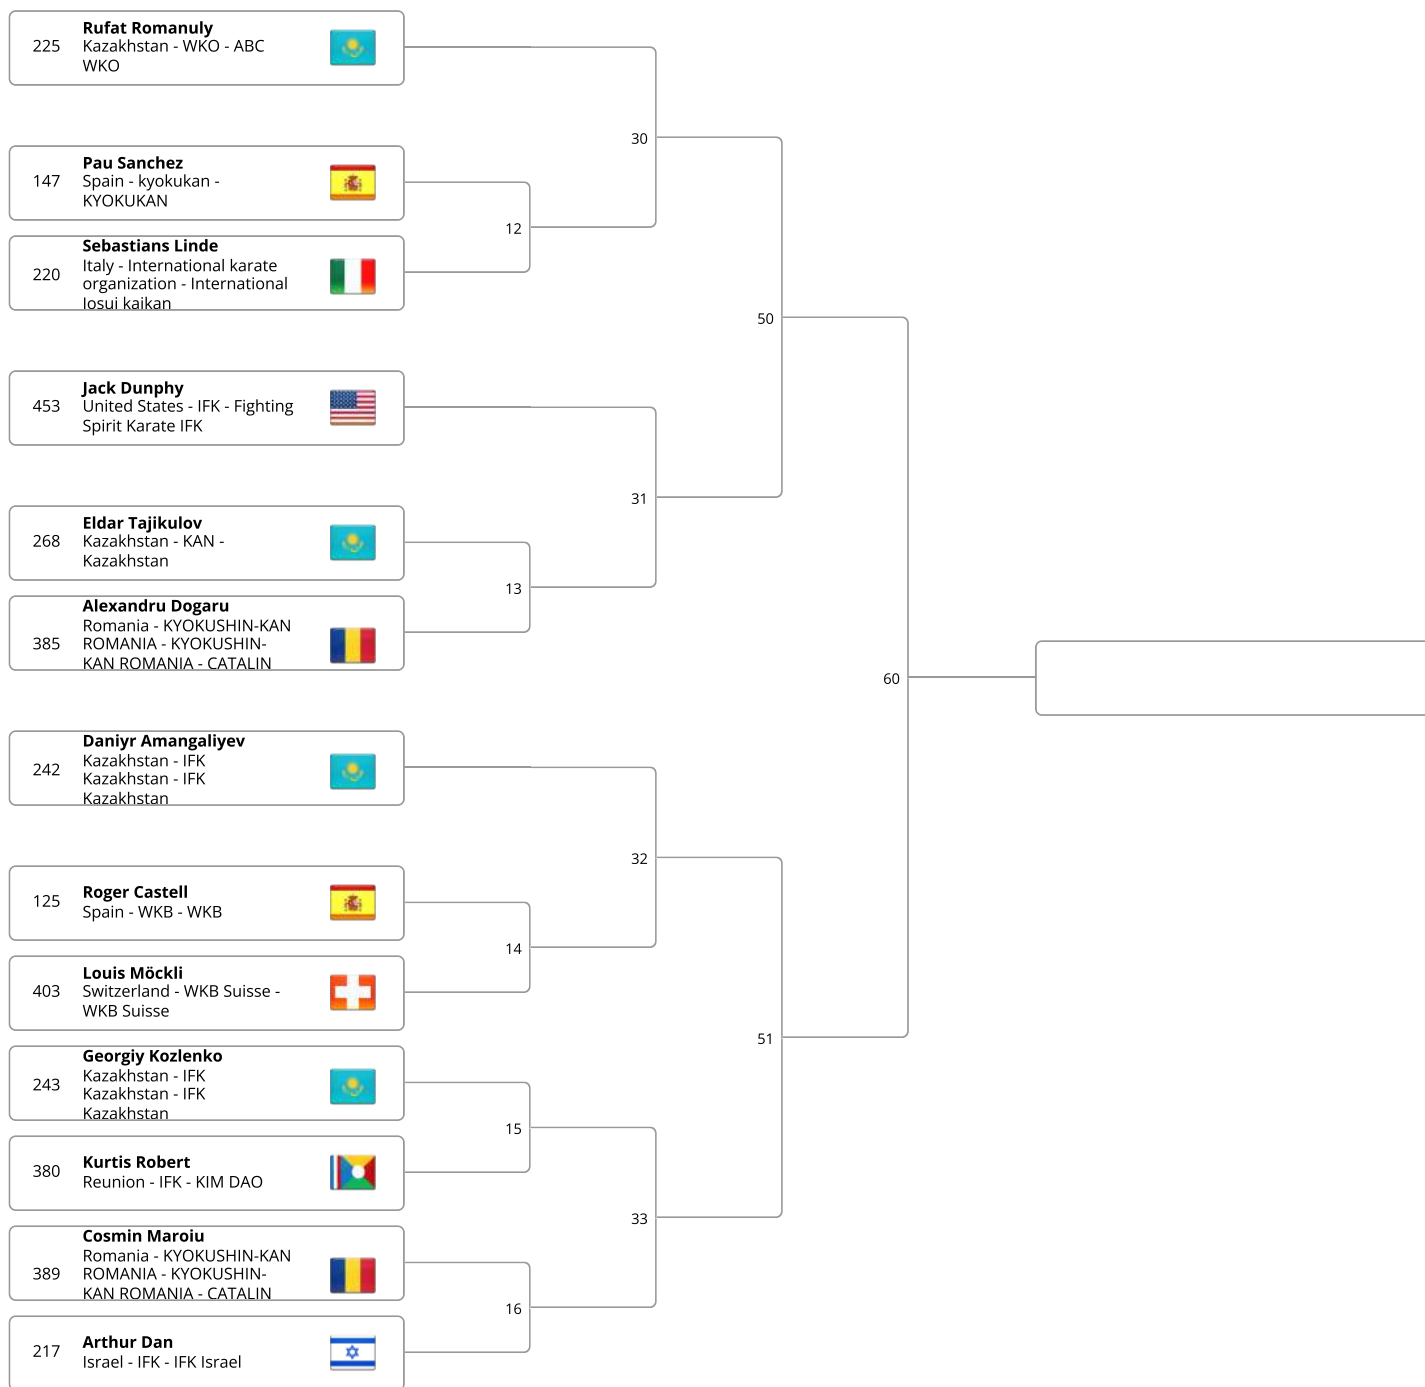 Rufat Romanuly
225
Kazakhstan - WKO - ABC
WKO
30
Pau Sanchez
147
Spain - kyokukan -
KYOKUKAN
12
Sebastians Linde
220
Italy - International karate
organization - International
Iosui kaikan
50
Jack Dunphy
453
United States - IFK - Fighting
Spirit Karate IFK
31
Eldar Tajikulov
268
Kazakhstan - KAN -
Kazakhstan
13
Alexandru Dogaru
385
Romania - KYOKUSHIN-KAN
ROMANIA - KYOKUSHIN-
KAN ROMANIA - CATALIN
60
Daniyr Amangaliyev
242
Kazakhstan - IFK
Kazakhstan - IFK
Kazakhstan
32
Roger Castell
125
Spain - WKB - WKB
14
Louis Möckli
403
Switzerland - WKB Suisse -
WKB Suisse
51
Georgiy Kozlenko
243
Kazakhstan - IFK
Kazakhstan - IFK
Kazakhstan
15
Kurtis Robert
380
Reunion - IFK - KIM DAO
33
Cosmin Maroiu
389
Romania - KYOKUSHIN-KAN
ROMANIA - KYOKUSHIN-
KAN ROMANIA - CATALIN
16
Arthur Dan
217
Israel - IFK - IFK Israel